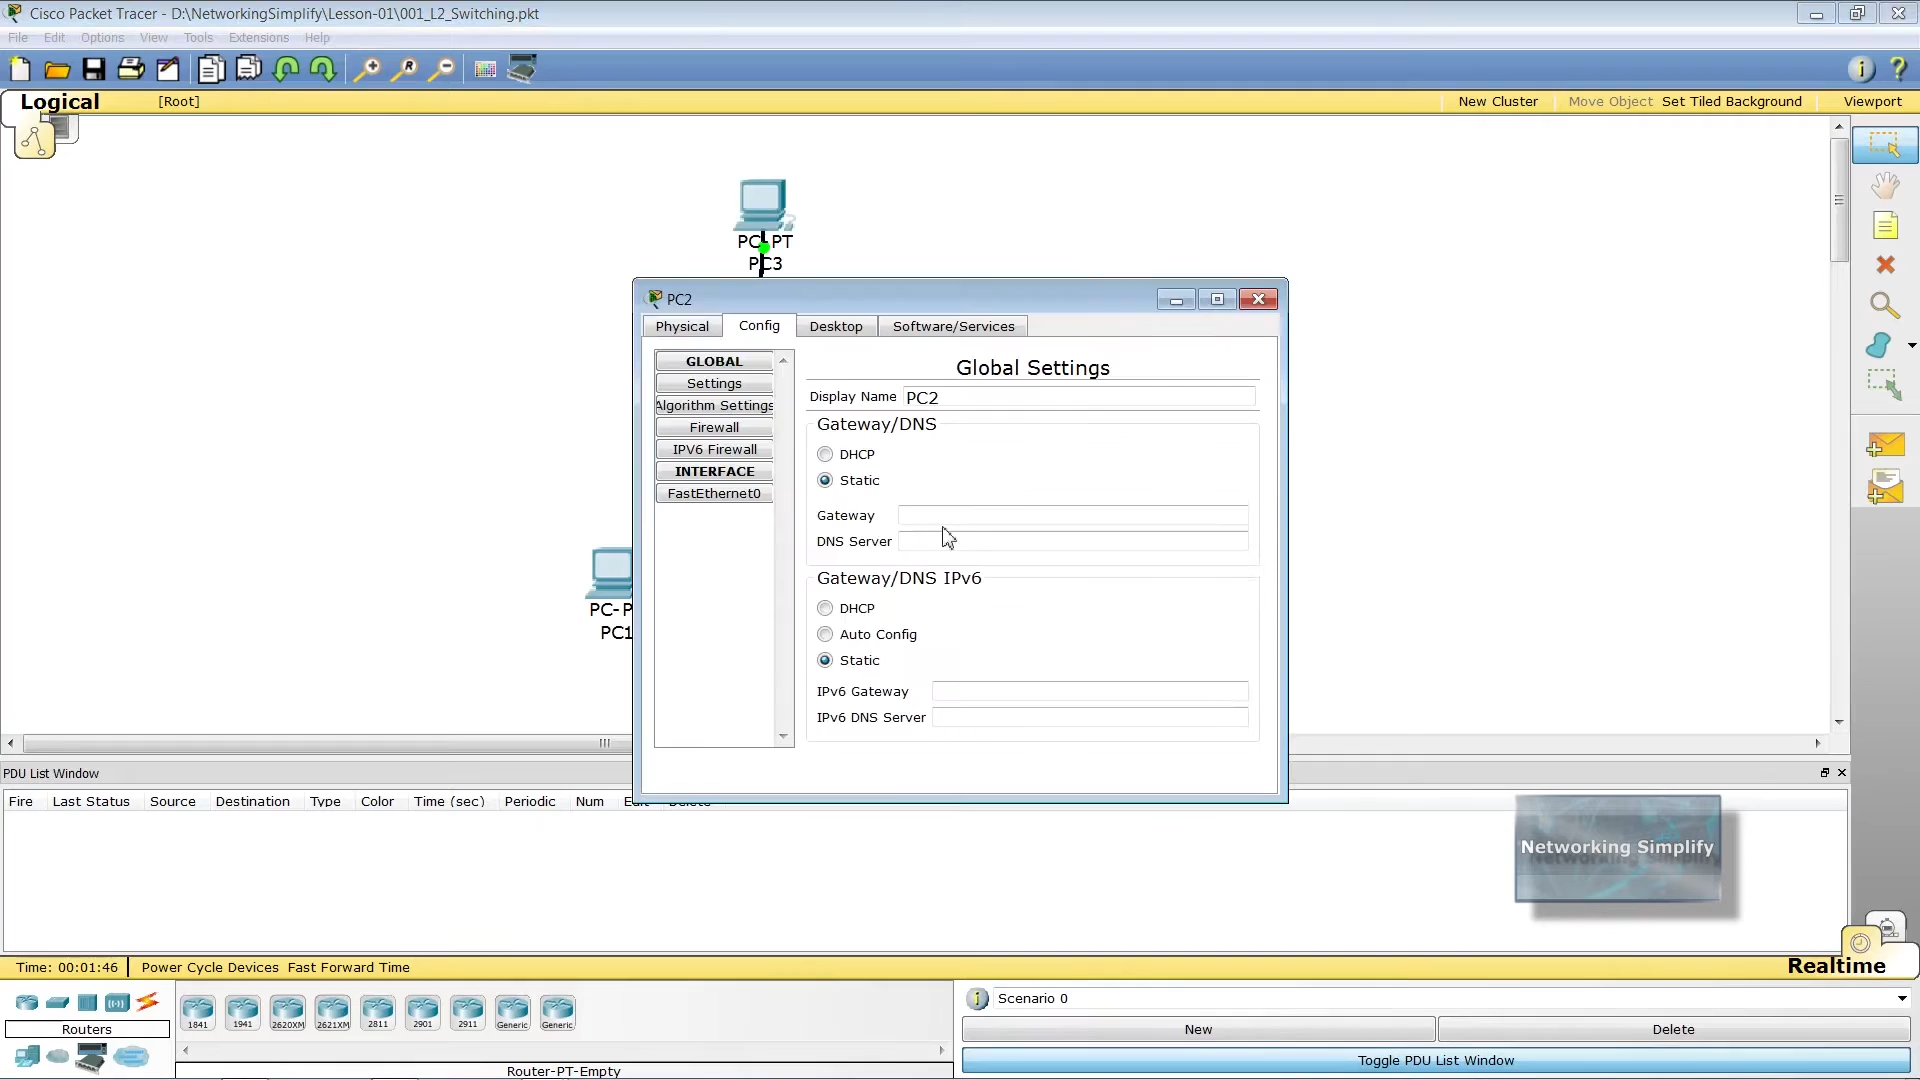 Cisco Packet Tracer - D:\NetworkingSimplify\Lesson-01\001_L2_Switching.pkt
File Edit Options View Tools Extensions Help
Logical [Root] New Cluster Move Object Set Tiled Background Viewport
PC-PT
PC3
PC2
Physical Config Desktop Software/Services
GLOBAL
Settings
Algorithm Settings
Firewall
IPV6 Firewall
INTERFACE
FastEthernet0
Global Settings
Display Name PC2
Gateway/DNS
DHCP
Static
Gateway
DNS Server
Gateway/DNS IPv6
DHCP
Auto Config
Static
IPv6 Gateway
IPv6 DNS Server
PC-P
PC1
PDU List Window
Fire Last Status Source Destination Type Color Time (sec) Periodic Num Edit Delete
Networking Simplify
Time: 00:01:46 Power Cycle Devices Fast Forward Time
Realtime
Routers
1841 1941 2620XM 2621XM 2811 2901 2911 Generic Generic
Router-PT-Empty
Scenario 0
New Delete
Toggle PDU List Window